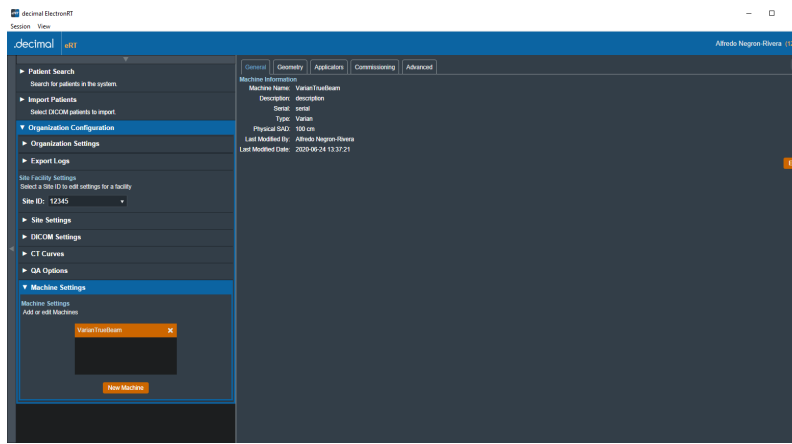 decimal ElectronRT
Session View
.decimal eRT
Alfredo Negron-Rivera
Patient Search
Search for patients in the system.
Import Patients
Select DICOM patients to import.
Organization Configuration
Organization Settings
Export Logs
Site Facility Settings
Select a Site ID to edit settings for a facility
Site ID: 12345
Site Settings
DICOM Settings
CT Curves
QA Options
Machine Settings
Machine Settings
Add or edit Machines
VarianTrueBeam
New Machine
General Geometry Applicators Commissioning Advanced
Machine Information
Machine Name: VarianTrueBeam
Description: description
Serial: serial
Type: Varian
Physical SAD: 100 cm
Last Modified By: Alfredo Negron-Rivera
Last Modified Date: 2020-06-24 13:37:21